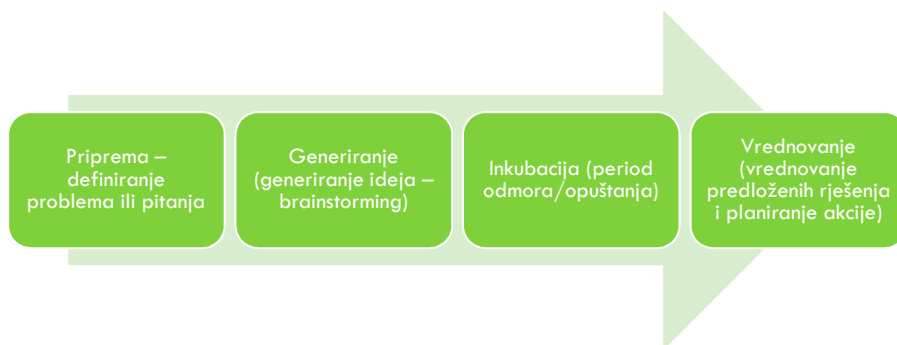 Priprema –
definiranje
problema ili pitanja
Generiranje
(generiranje ideja –
brainstorming)
Inkubacija (period
odmora/opuštanja)
Vrednovanje
(vrednovanje
predloženih rješenja
i planiranje akcije)